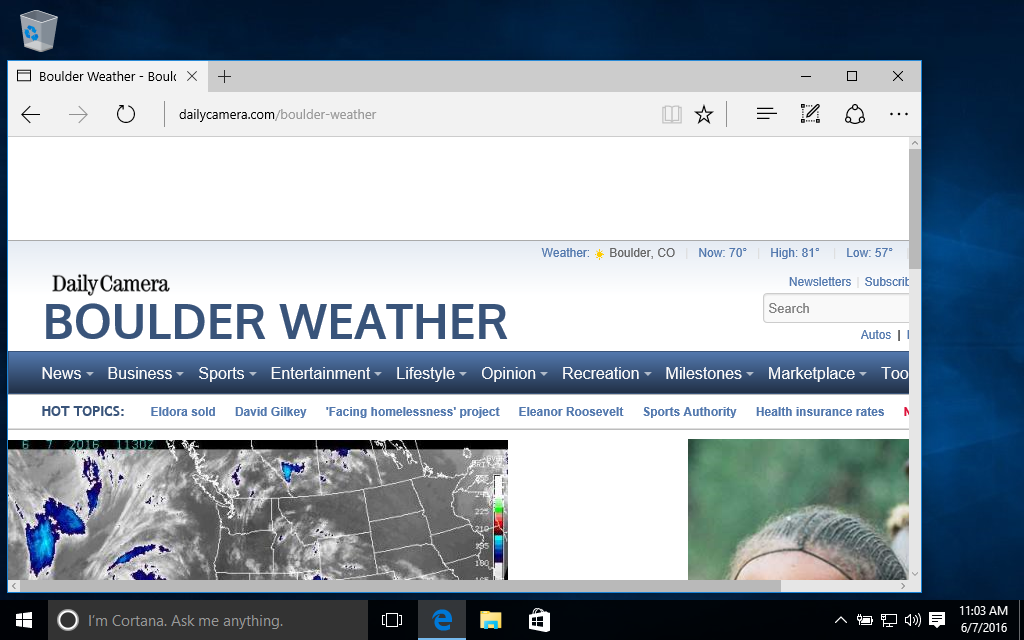 Boulder Weather - Boulc
dailycamera.com/boulder-weather
Weather: Boulder, CO | Now: 70° | High: 81° | Low: 57°
Newsletters | Subscrib
Daily Camera
BOULDER WEATHER
Search
Autos |
News Business Sports Entertainment Lifestyle Opinion Recreation Milestones Marketplace Too
HOT TOPICS: Eldora sold David Gilkey 'Facing homelessness' project Eleanor Roosevelt Sports Authority Health insurance rates
6 7 2016 1130Z
I'm Cortana. Ask me anything.
11:03 AM
6/7/2016